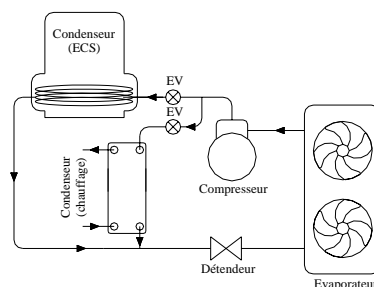 Condenseur
(ECS)
EV
EV
Compresseur
Condenseur
(chauffage)
Détendeur
Evaporateur